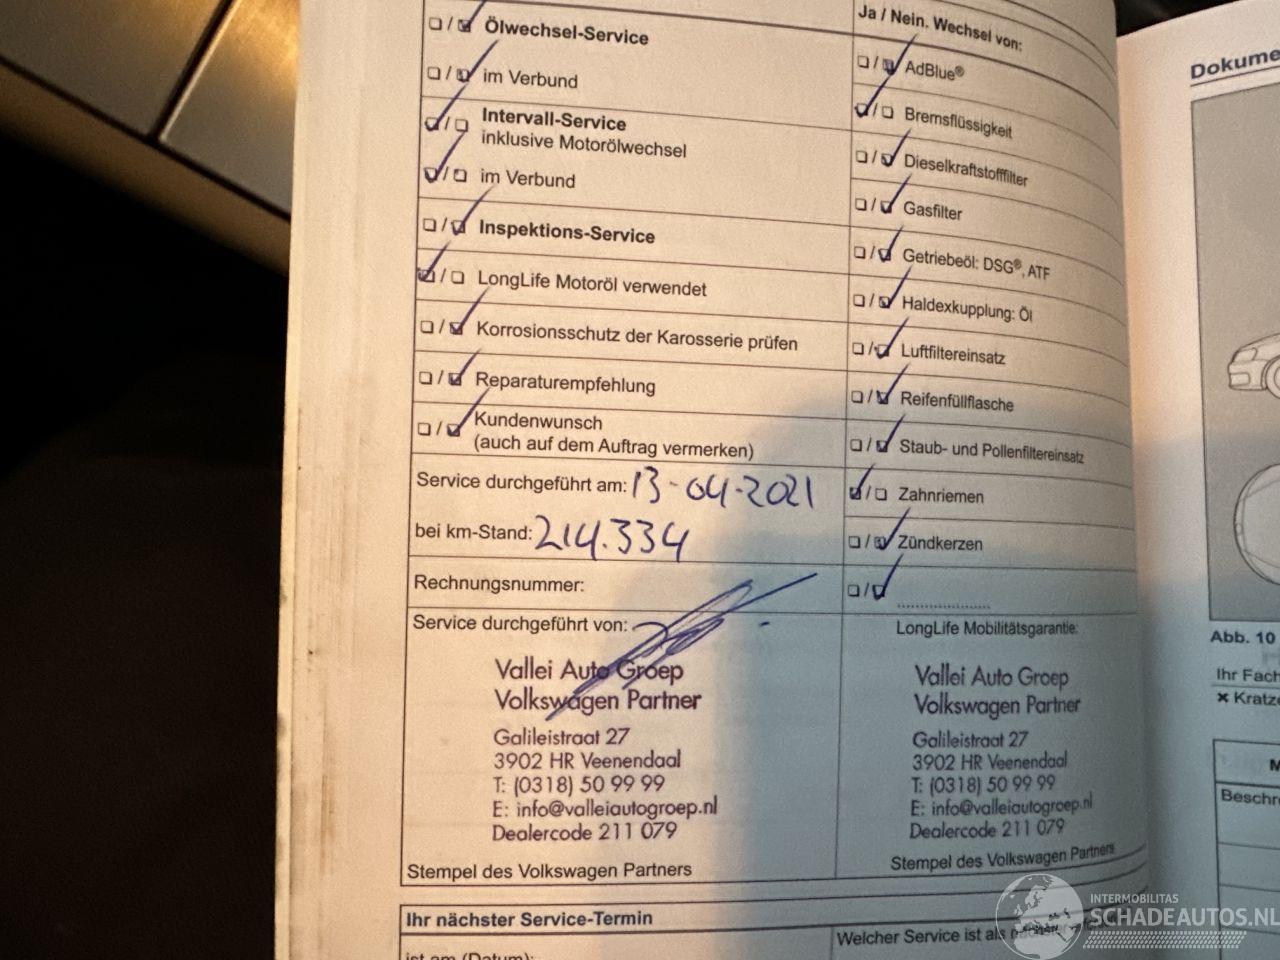 ☐/☑ Ölwechsel-Service
☐/☑ im Verbund
☑/☐ Intervall-Service
inklusive Motorölwechsel
☑/☐ im Verbund
☐/☑ Inspektions-Service
☑/☐ LongLife Motoröl verwendet
☐/☑ Korrosionsschutz der Karosserie prüfen
☐/☑ Reparaturempfehlung
☐/☑ Kundenwunsch
(auch auf dem Auftrag vermerken)
Service durchgeführt am: 13-04-2021
bei km-Stand: 214.334
Rechnungsnummer:
Service durchgeführt von:
Vallei Auto Groep
Volkswagen Partner
Galileistraat 27
3902 HR Veenendaal
T: (0318) 50 99 99
E: info@valleiautogroep.nl
Dealercode 211 079
Stempel des Volkswagen Partners
Ja / Nein. Wechsel von:
☐/☑ AdBlue®
☑/☐ Bremsflüssigkeit
☐/☑ Dieselkraftstofffilter
☐/☑ Gasfilter
☐/☑ Getriebeöl: DSG®, ATF
☐/☑ Haldexkupplung: Öl
☐/☑ Luftfiltereinsatz
☐/☑ Reifenfüllflasche
☐/☑ Staub- und Pollenfiltereinsatz
☑/☐ Zahnriemen
☐/☑ Zündkerzen
☐/☑ ....................
LongLife Mobilitätsgarantie:
Vallei Auto Groep
Volkswagen Partner
Galileistraat 27
3902 HR Veenendaal
T: (0318) 50 99 99
E: info@valleiautogroep.nl
Dealercode 211 079
Stempel des Volkswagen Partners
Ihr nächster Service-Termin
ist am (Datum):
Welcher Service ist als
Dokume
Abb. 10
Ihr Fach
× Kratze
M
Beschre
INTERMOBILITAS
SCHADEAUTOS.NL